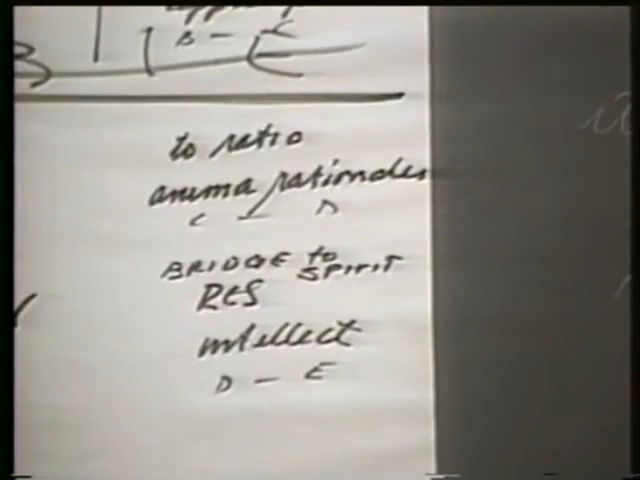 B - C
to ratio
anima rationales
C - D
BRIDGE to SPIRIT
RES
intellect
D - E